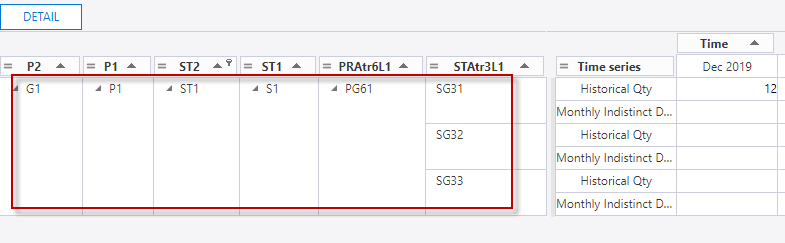 DETAIL
Time
P2 P1 ST2 ST1 PRAtr6L1 STAtr3L1 Time series Dec 2019
G1 P1 ST1 S1 PG61 SG31 Historical Qty 12
Monthly Indistinct D...
SG32 Historical Qty
Monthly Indistinct D...
SG33 Historical Qty
Monthly Indistinct D...